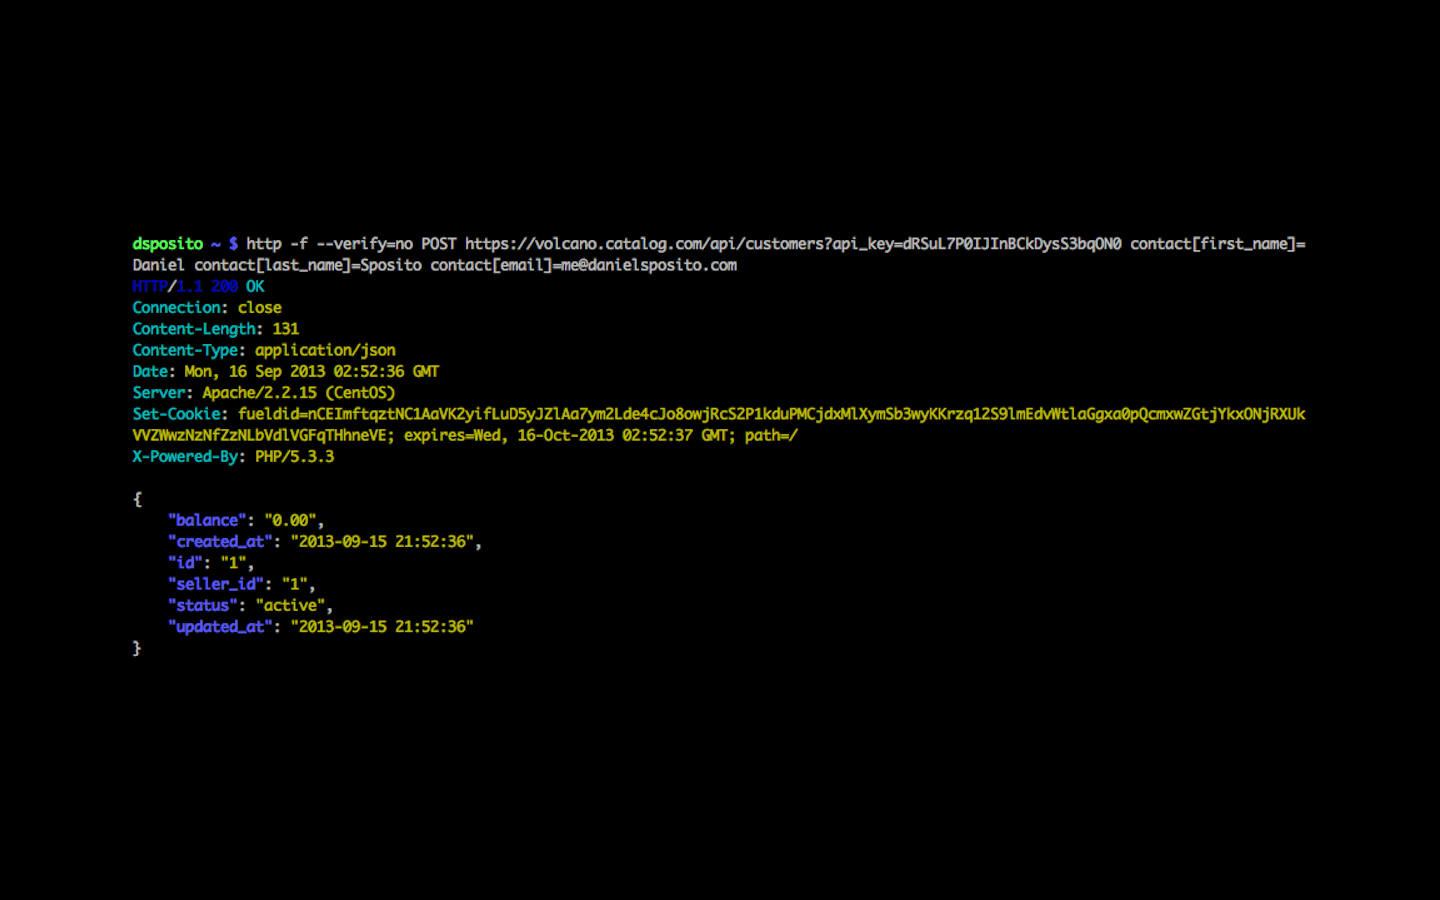 dsposito ~ $ http -f --verify=no POST https://volcano.catalog.com/api/customers?api_key=dRSuL7P0IJInBCkDysS3bqON0 contact[first_name]=
Daniel contact[last_name]=Sposito contact[email]=me@danielsposito.com
HTTP/1.1 200 OK
Connection: close
Content-Length: 131
Content-Type: application/json
Date: Mon, 16 Sep 2013 02:52:36 GMT
Server: Apache/2.2.15 (CentOS)
Set-Cookie: fueldid=nCEImftqztNC1AaVK2yifLuD5yJZlAa7ym2Lde4cJo8owjRcS2P1kduPMCjdxMlXymSb3wyKKrzq12S9lmEdvWtlaGgxa0pQcmxwZGtjYkxONjRXUk
VVZWwzNzNfZzNLbVdlVGFqTHhneVE; expires=Wed, 16-Oct-2013 02:52:37 GMT; path=/
X-Powered-By: PHP/5.3.3
{
    "balance": "0.00",
    "created_at": "2013-09-15 21:52:36",
    "id": "1",
    "seller_id": "1",
    "status": "active",
    "updated_at": "2013-09-15 21:52:36"
}